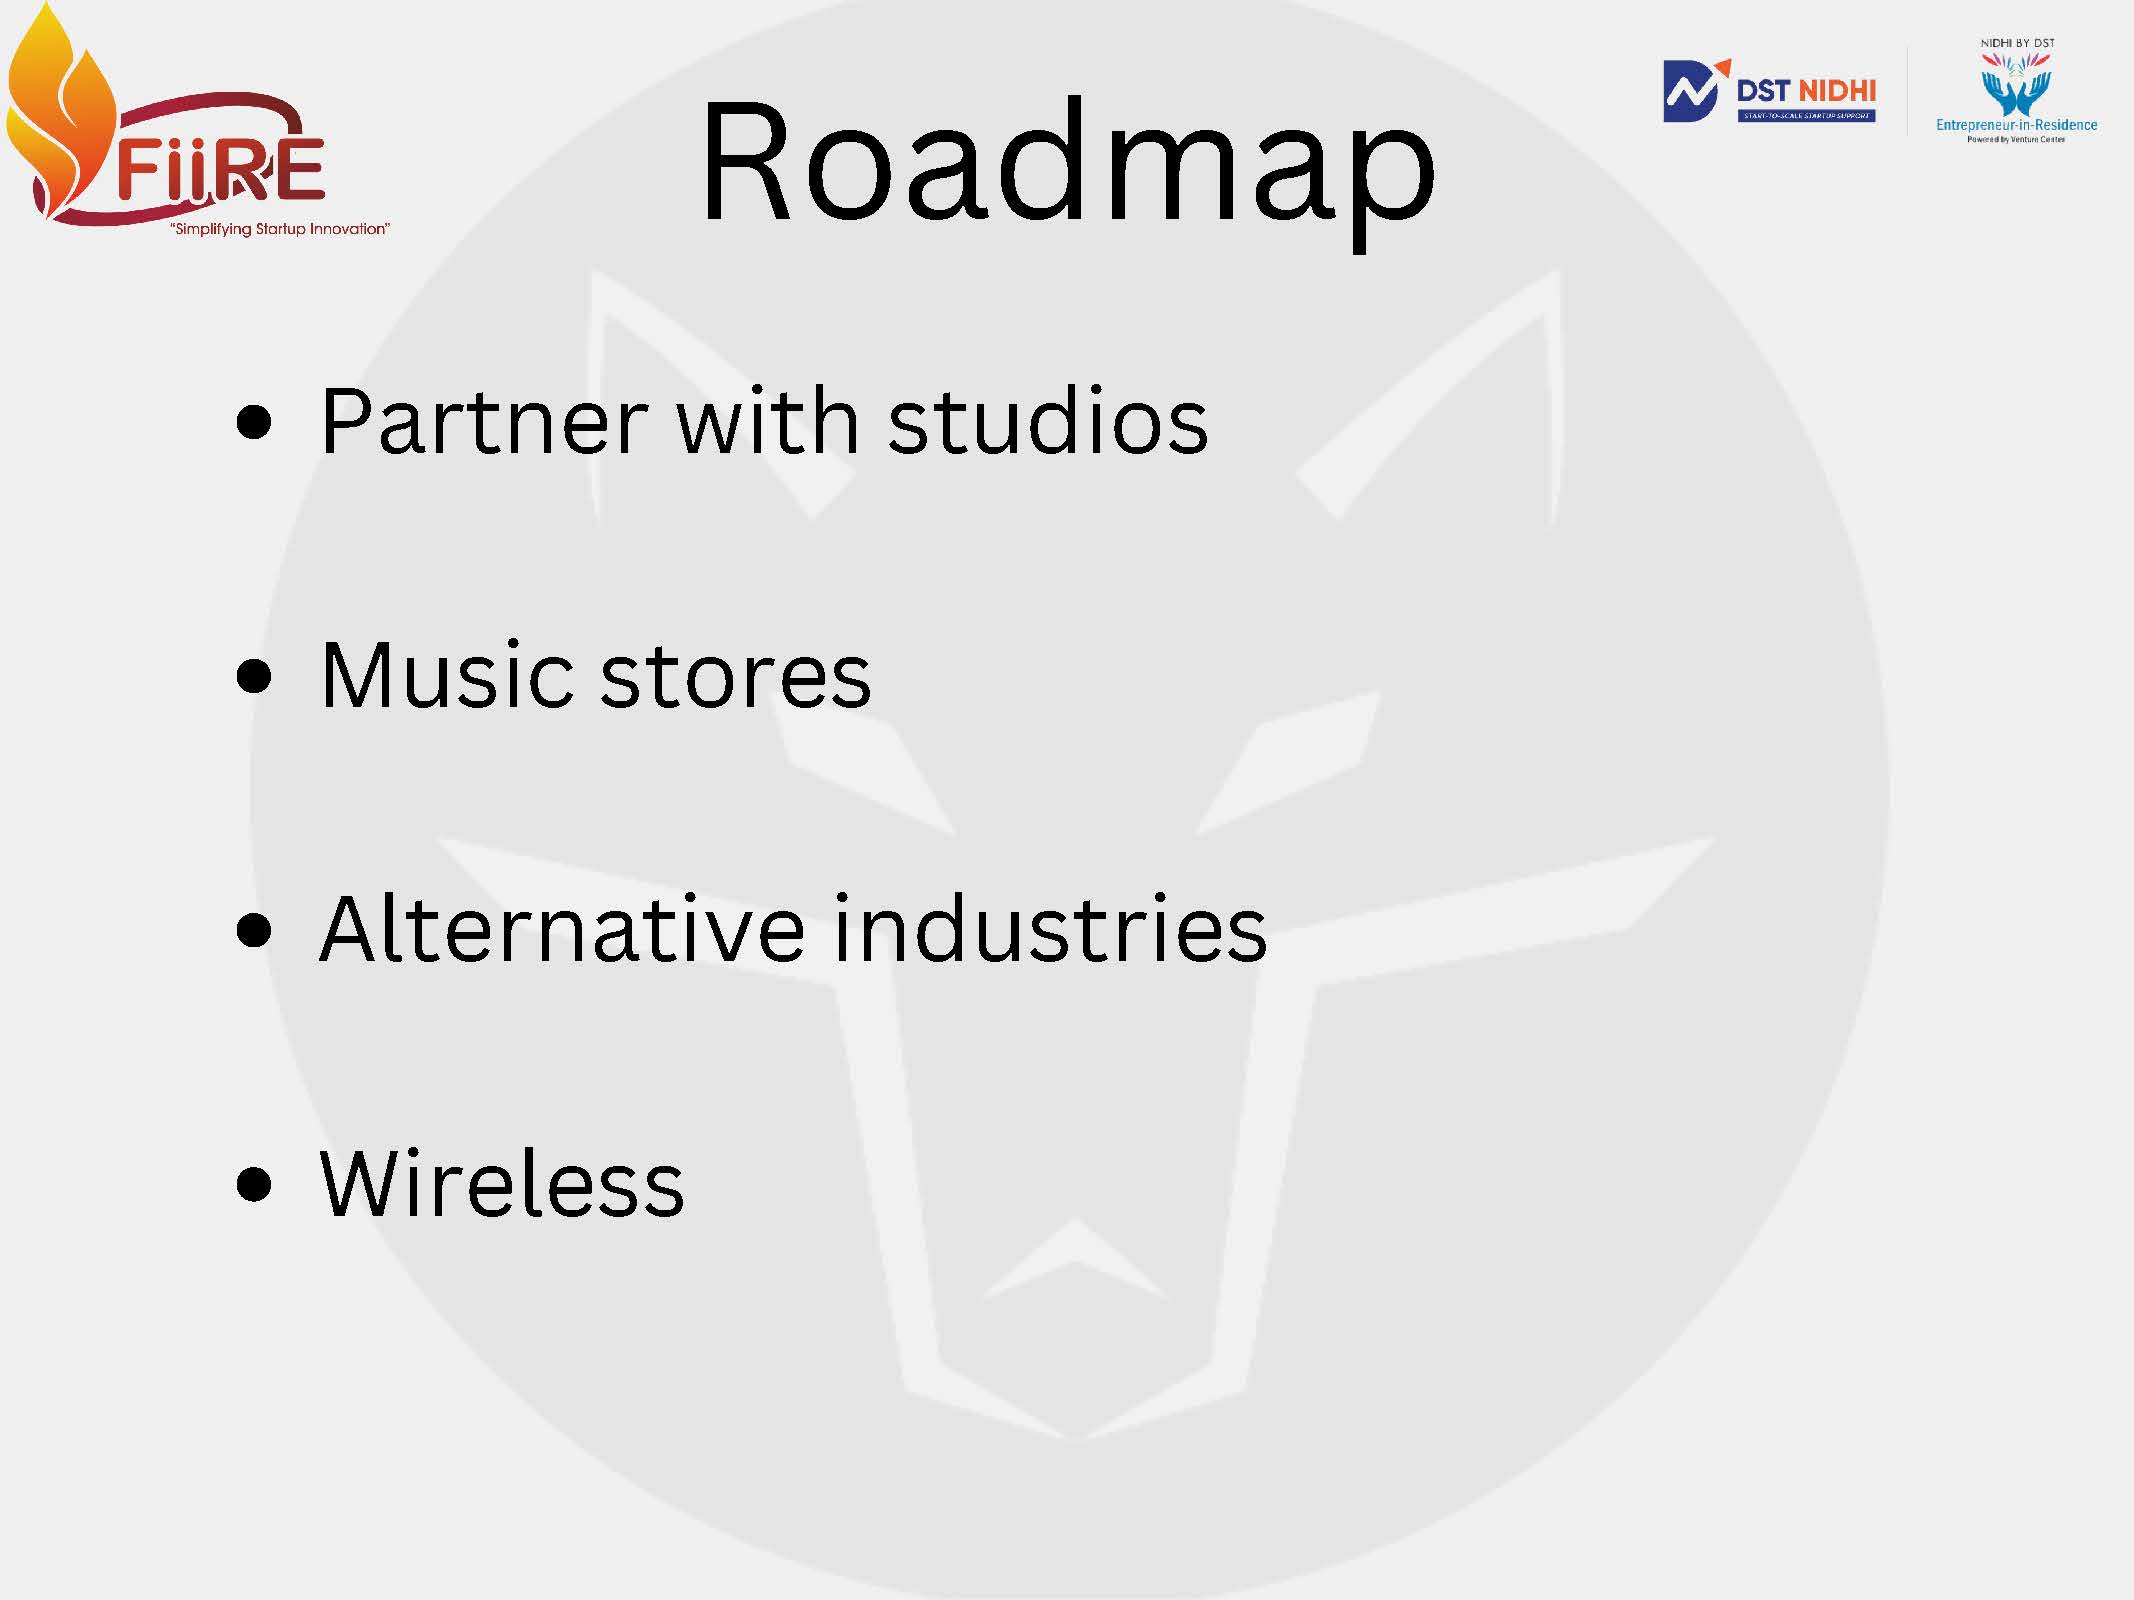 FiiRE
"Simplifying Startup Innovation"
Roadmap
DST NIDHI
START-TO-SCALE STARTUP SUPPORT
NIDHI BY DST
Entrepreneur-in-Residence
Powered by Venture Center
• Partner with studios
• Music stores
• Alternative industries
• Wireless